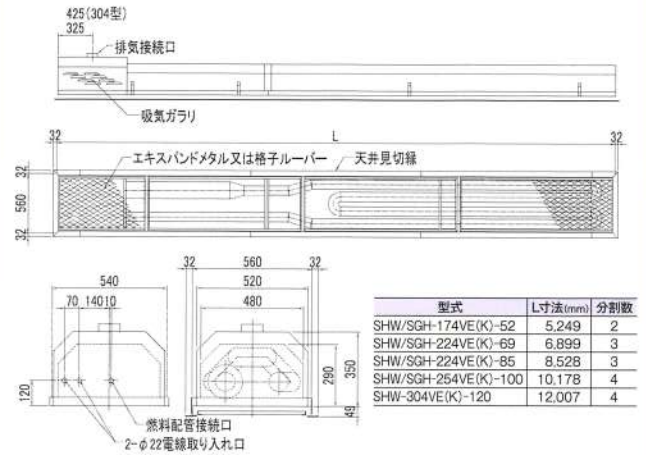 425(304型)
325
排気接続口
吸気ガラリ
32
L
32
エキスパンドメタル又は格子ルーバー
天井見切縁
32
560
32
540
70 140 10
120
燃料配管接続口
2-φ22電線取り入れ口
32 560 32
520
480
290
350
49
型式 L寸法(mm) 分割数
SHW/SGH-174VE(K)-52 5,249 2
SHW/SGH-224VE(K)-69 6,899 3
SHW/SGH-224VE(K)-85 8,528 3
SHW/SGH-254VE(K)-100 10,178 4
SHW-304VE(K)-120 12,007 4